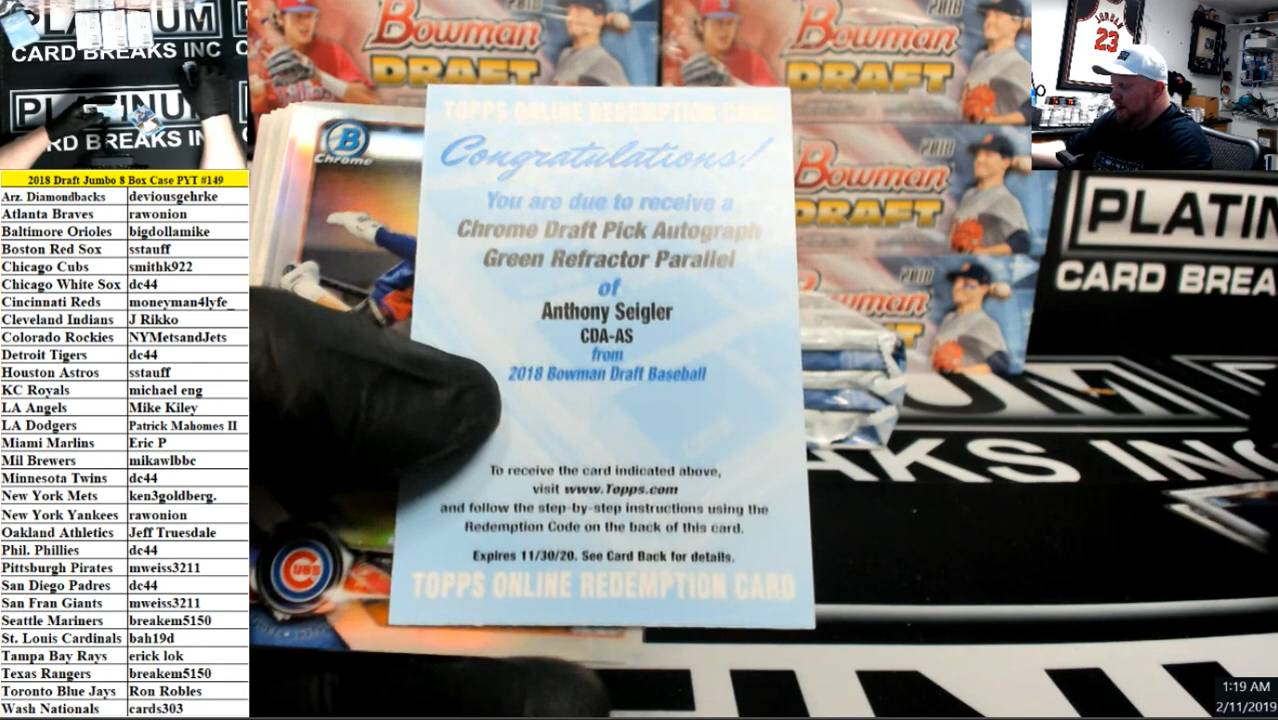 PLATINUM
CARD BREAKS INC
PLATINUM
RD BREAKS INC
2018 Draft Jumbo 8 Box Case PYT #149
Arz. Diamondbacks deviousgehrke
Atlanta Braves rawonion
Baltimore Orioles bigdollamike
Boston Red Sox sstauff
Chicago Cubs smithk922
Chicago White Sox dc44
Cincinnati Reds moneyman4lyfe_
Cleveland Indians J Rikko
Colorado Rockies NYMetsandJets
Detroit Tigers dc44
Houston Astros sstauff
KC Royals michael eng
LA Angels Mike Kiley
LA Dodgers Patrick Mahomes II
Miami Marlins Eric P
Mil Brewers mikawlbbc
Minnesota Twins dc44
New York Mets ken3goldberg.
New York Yankees rawonion
Oakland Athletics Jeff Truesdale
Phil. Phillies dc44
Pittsburgh Pirates mweiss3211
San Diego Padres dc44
San Fran Giants mweiss3211
Seattle Mariners breakem5150
St. Louis Cardinals bah19d
Tampa Bay Rays erick lok
Texas Rangers breakem5150
Toronto Blue Jays Ron Robles
Wash Nationals cards303
2018
Bowman
DRAFT
2018
Bowman
DRAFT
2018
Bowman
DRAFT
2018
wman
FT
B
Chrome
TOPPS ONLINE REDEMPTION CARD
Congratulations!
You are due to receive a
Chrome Draft Pick Autograph
Green Refractor Parallel
of
Anthony Seigler
CDA-AS
from
2018 Bowman Draft Baseball
To receive the card indicated above,
visit www.Topps.com
and follow the step-by-step instructions using the
Redemption Code on the back of this card.
Expires 11/30/20. See Card Back for details.
TOPPS ONLINE REDEMPTION CARD
CUBS
JORDAN
23
PLATIN
CARD BREA
UM
AKS INC
1:19 AM
2/11/2019